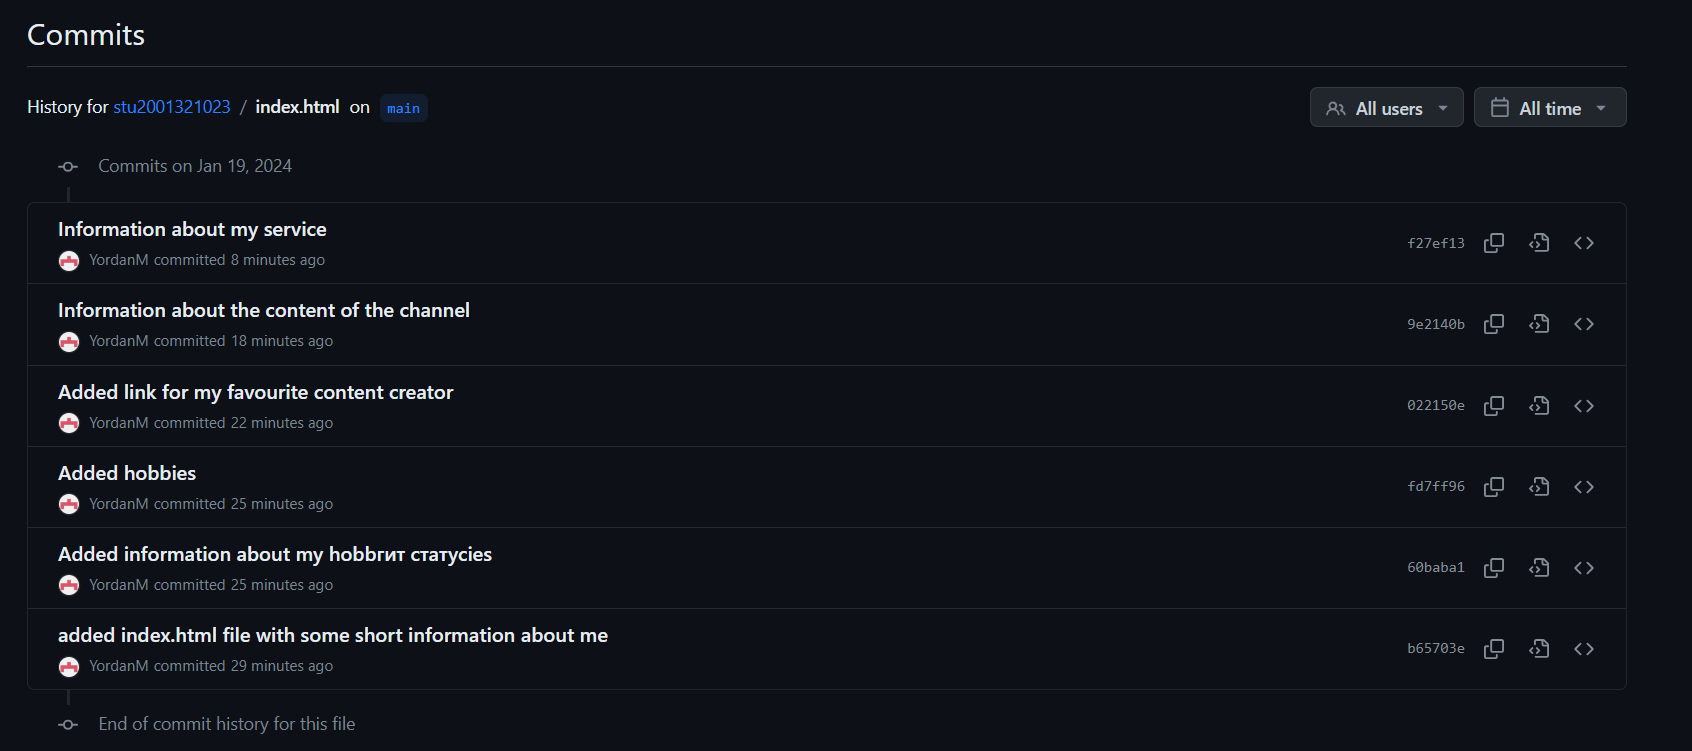 Commits
History for stu2001321023 / index.html on main
All users
All time
Commits on Jan 19, 2024
Information about my service
YordanM committed 8 minutes ago
f27ef13
Information about the content of the channel
YordanM committed 18 minutes ago
9e2140b
Added link for my favourite content creator
YordanM committed 22 minutes ago
022150e
Added hobbies
YordanM committed 25 minutes ago
fd7ff96
Added information about my hobbгит статусies
YordanM committed 25 minutes ago
60baba1
added index.html file with some short information about me
YordanM committed 29 minutes ago
b65703e
End of commit history for this file